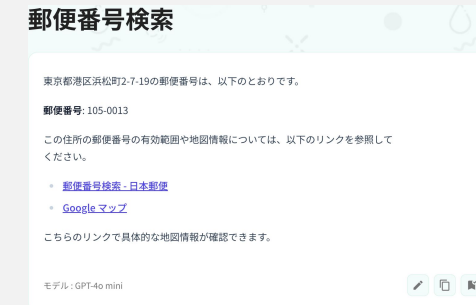 郵便番号検索
東京都港区浜松町2-7-19の郵便番号は、以下のとおりです。
郵便番号: 105-0013
この住所の郵便番号の有効範囲や地図情報については、以下のリンクを参照して
ください。
郵便番号検索 - 日本郵便
Google マップ
こちらのリンクで具体的な地図情報が確認できます。
モデル : GPT-4o mini